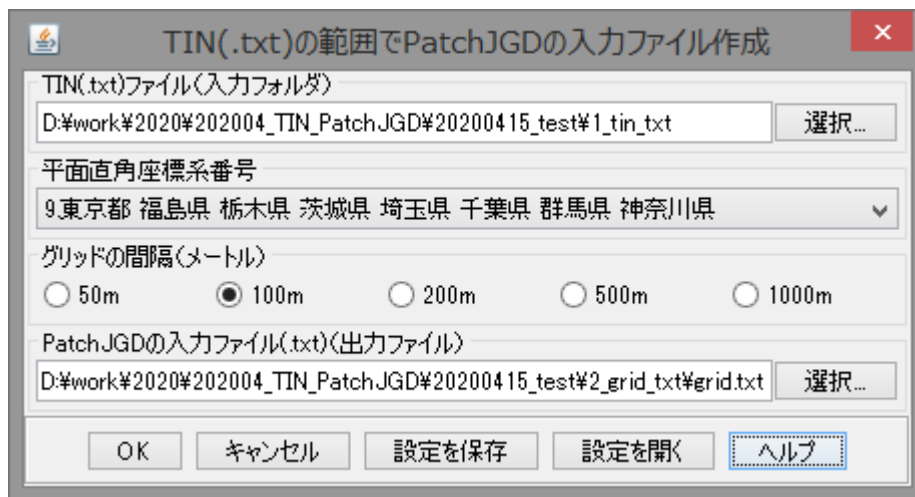 TIN(.txt)の範囲でPatchJGDの入力ファイル作成
TIN(.txt)ファイル(入力フォルダ)
D:¥work¥2020¥202004_TIN_PatchJGD¥20200415_test¥1_tin_txt 選択...
平面直角座標系番号
9.東京都 福島県 栃木県 茨城県 埼玉県 千葉県 群馬県 神奈川県
グリッドの間隔(メートル)
50m 100m 200m 500m 1000m
PatchJGDの入力ファイル(.txt)(出力ファイル)
D:¥work¥2020¥202004_TIN_PatchJGD¥20200415_test¥2_grid_txt¥grid.txt 選択...
OK キャンセル 設定を保存 設定を開く ヘルプ